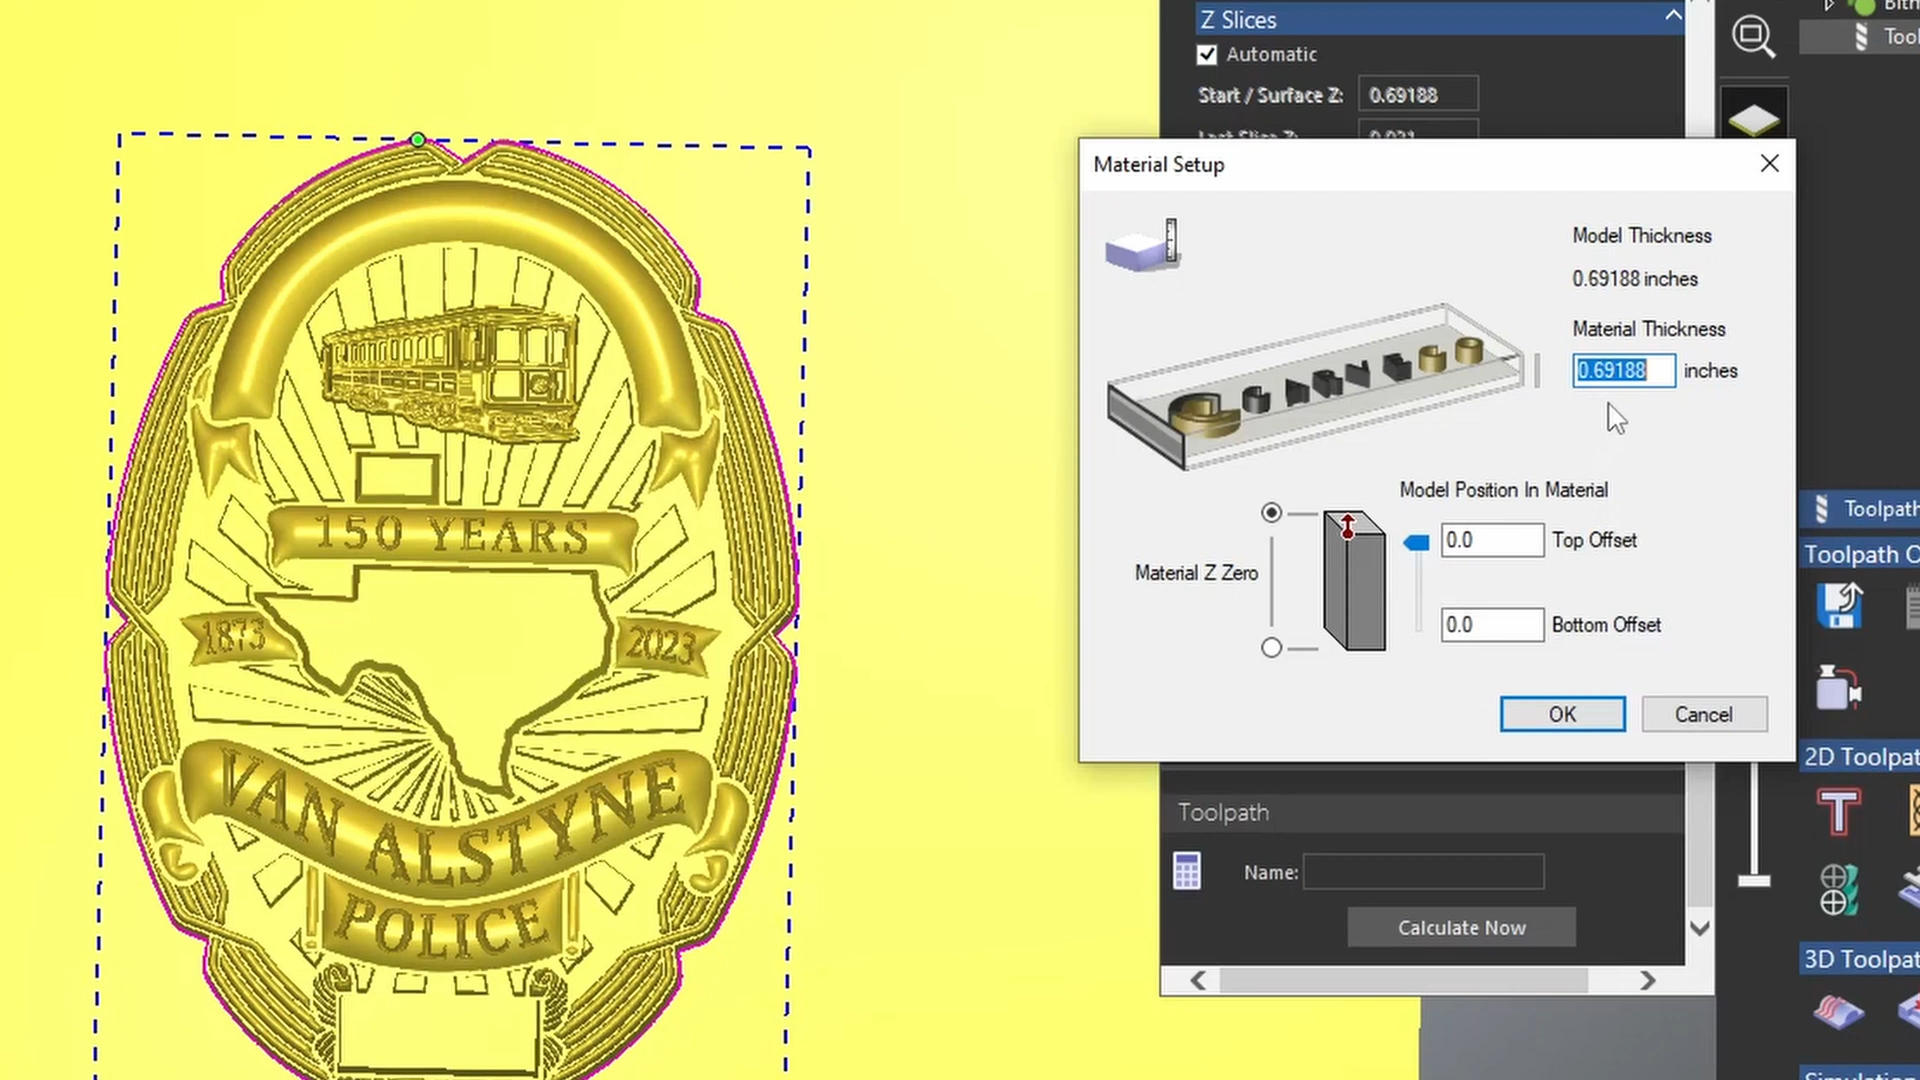 150 YEARS
1873
2023
VAN ALSTYNE
POLICE
Z Slices
Automatic
Start / Surface Z: 0.69188
Material Setup
Model Thickness
0.69188 inches
Material Thickness
0.69188 inches
Model Position In Material
0.0 Top Offset
Material Z Zero
0.0 Bottom Offset
OK Cancel
Toolpath
Name:
Calculate Now
Toolpath
2D Toolpat
3D Toolpat